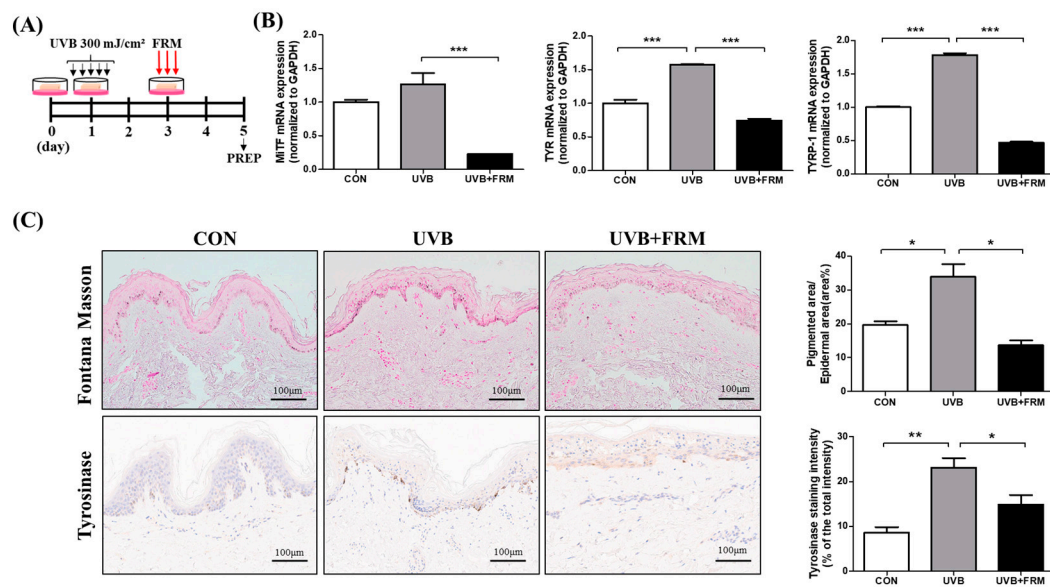 (A)
UVB 300 mJ/cm² FRM
0 1 2 3 4 5
(day)
PREP
(B)
MiTF mRNA expression
(normalized to GAPDH)
2.0
1.5
1.0
0.5
0.0
***
CON UVB UVB+FRM
TYR mRNA expression
(normalized to GAPDH)
2.0
1.5
1.0
0.5
0.0
*** ***
CON UVB UVB+FRM
TYRP-1 mRNA expression
(normalized to GAPDH)
2.0
1.5
1.0
0.5
0.0
*** ***
CON UVB UVB+FRM
(C)
CON UVB UVB+FRM
Fontana Masson
100μm 100μm 100μm
Tyrosinase
100μm 100μm 100μm
Pigmented area/
Epidermal area(area%)
40
30
20
10
0
* *
CON UVB UVB+FRM
Tyrosinase staining intensity
(% of the total intensity)
30
20
10
0
** *
CON UVB UVB+FRM